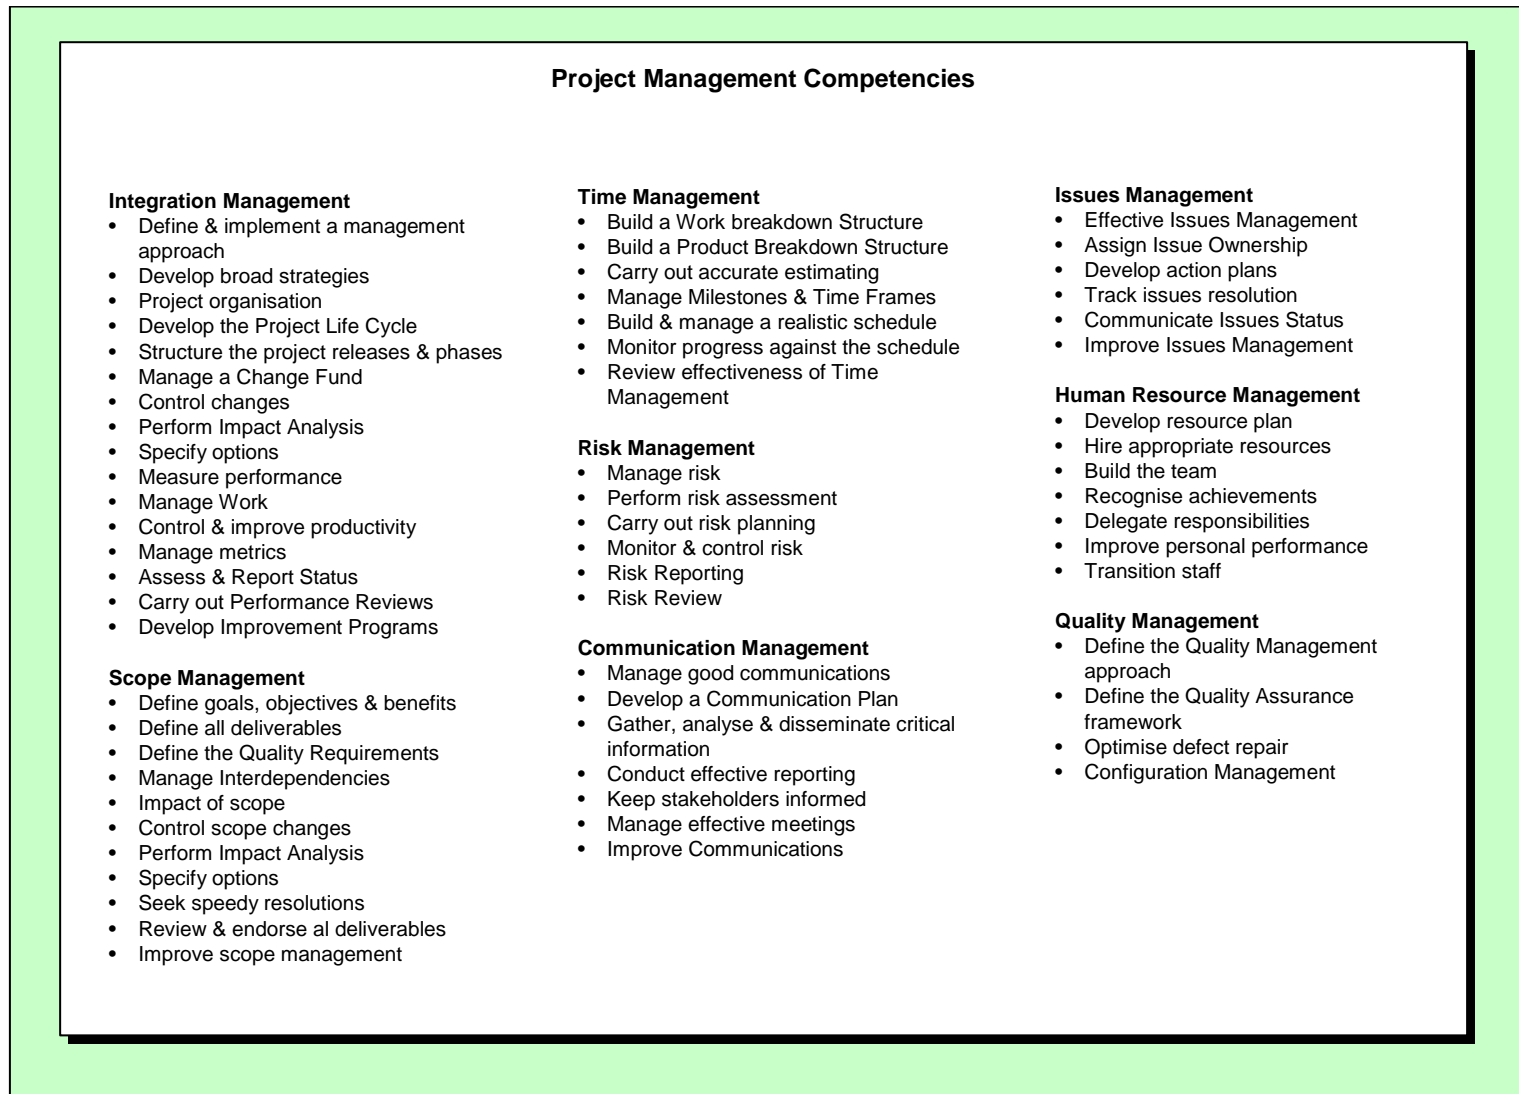 Project Management Competencies
Integration Management
• Define & implement a management
approach
• Develop broad strategies
• Project organisation
• Develop the Project Life Cycle
• Structure the project releases & phases
• Manage a Change Fund
• Control changes
• Perform Impact Analysis
• Specify options
• Measure performance
• Manage Work
• Control & improve productivity
• Manage metrics
• Assess & Report Status
• Carry out Performance Reviews
• Develop Improvement Programs
Scope Management
• Define goals, objectives & benefits
• Define all deliverables
• Define the Quality Requirements
• Manage Interdependencies
• Impact of scope
• Control scope changes
• Perform Impact Analysis
• Specify options
• Seek speedy resolutions
• Review & endorse al deliverables
• Improve scope management
Time Management
• Build a Work breakdown Structure
• Build a Product Breakdown Structure
• Carry out accurate estimating
• Manage Milestones & Time Frames
• Build & manage a realistic schedule
• Monitor progress against the schedule
• Review effectiveness of Time
Management
Risk Management
• Manage risk
• Perform risk assessment
• Carry out risk planning
• Monitor & control risk
• Risk Reporting
• Risk Review
Communication Management
• Manage good communications
• Develop a Communication Plan
• Gather, analyse & disseminate critical
information
• Conduct effective reporting
• Keep stakeholders informed
• Manage effective meetings
• Improve Communications
Issues Management
• Effective Issues Management
• Assign Issue Ownership
• Develop action plans
• Track issues resolution
• Communicate Issues Status
• Improve Issues Management
Human Resource Management
• Develop resource plan
• Hire appropriate resources
• Build the team
• Recognise achievements
• Delegate responsibilities
• Improve personal performance
• Transition staff
Quality Management
• Define the Quality Management
approach
• Define the Quality Assurance
framework
• Optimise defect repair
• Configuration Management